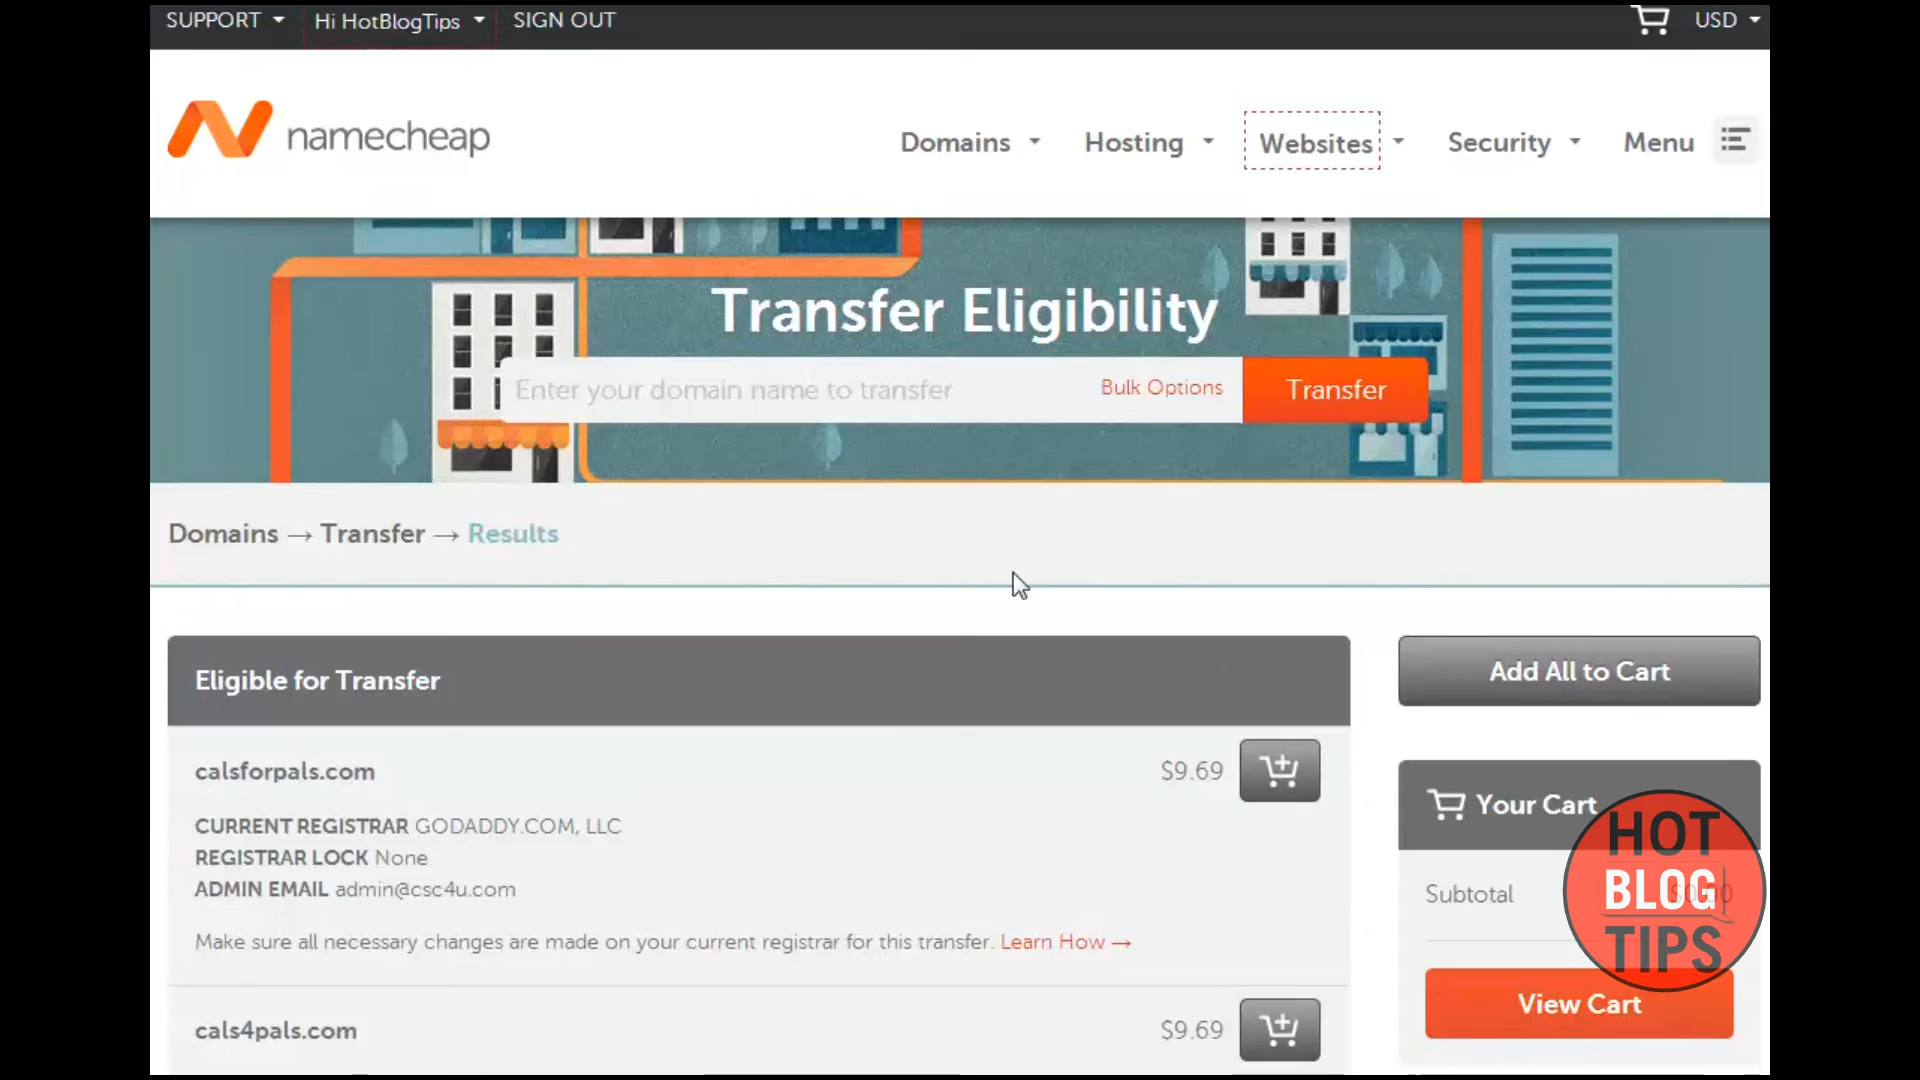 SUPPORT
Hi HotBlogTips
SIGN OUT
USD
namecheap
Domains
Hosting
Websites
Security
Menu
Transfer Eligibility
Enter your domain name to transfer
Bulk Options
Transfer
Domains → Transfer → Results
Eligible for Transfer
calsforpals.com
$9.69
CURRENT REGISTRAR GODADDY.COM, LLC
REGISTRAR LOCK None
ADMIN EMAIL admin@csc4u.com
Make sure all necessary changes are made on your current registrar for this transfer. Learn How →
cals4pals.com
$9.69
Add All to Cart
Your Cart
Subtotal
$0.00
View Cart
HOT
BLOG
TIPS